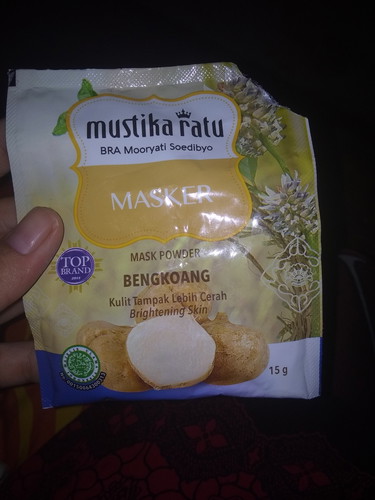 mustika ratu
BRA Mooryati Soedibyo
MASKER
MASK POWDER
BENGKOANG
Kulit Tampak Lebih Cerah
Brightening Skin
TOP
BRAND
15 g